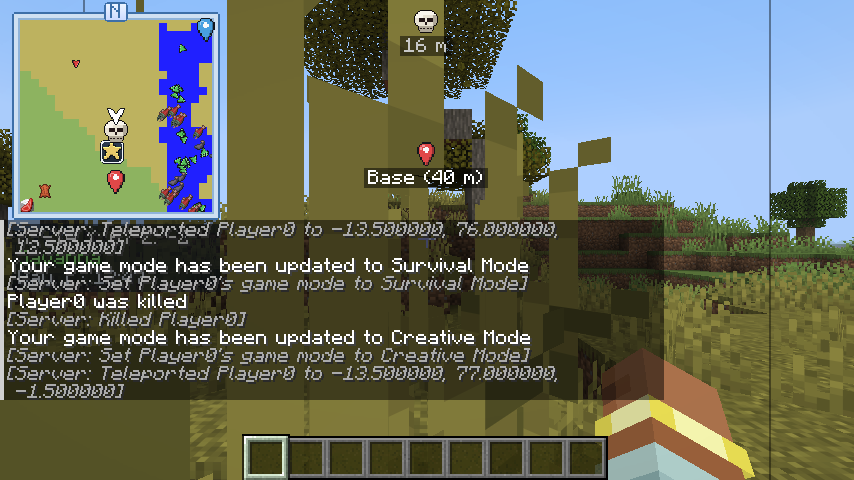 N
16 m
Base (40 m)
[Server: Teleported Player0 to -13.500000, 76.000000,
13.500000]
Your game mode has been updated to Survival Mode
[Server: Set Player0's game mode to Survival Mode]
Player0 was killed
[Server: Killed Player0]
Your game mode has been updated to Creative Mode
[Server: Set Player0's game mode to Creative Mode]
[Server: Teleported Player0 to -13.500000, 77.000000,
-1.500000]